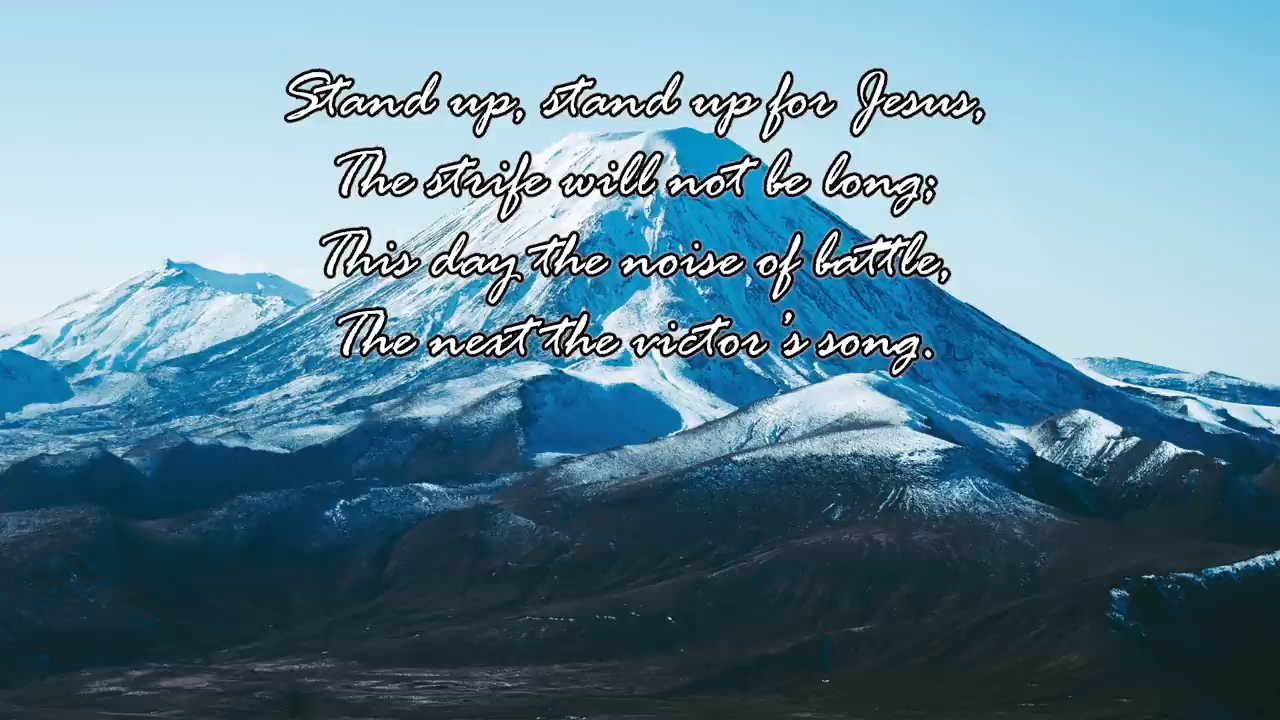 Stand up, stand up for Jesus,
The strife will not be long;
This day the noise of battle,
The next the victor's song.